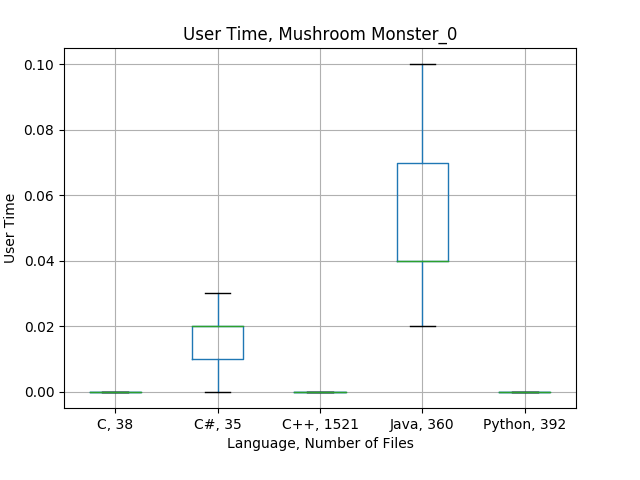 User Time, Mushroom Monster_0
0.10
0.08
0.06
0.04
0.02
0.00
User Time
C, 38 C#, 35 C++, 1521 Java, 360 Python, 392
Language, Number of Files